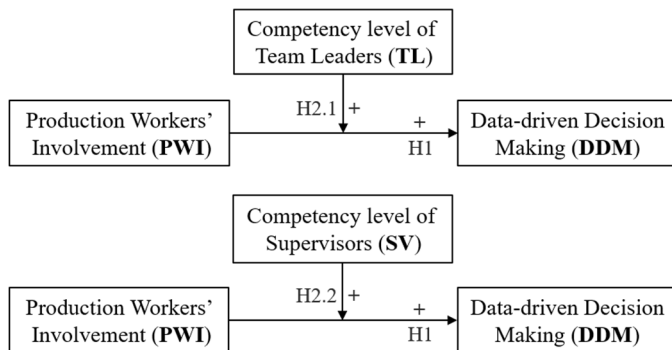 Competency level of
Team Leaders (TL)
H2.1 +
Production Workers'
Involvement (PWI)
+
H1
Data-driven Decision
Making (DDM)
Competency level of
Supervisors (SV)
H2.2 +
Production Workers'
Involvement (PWI)
+
H1
Data-driven Decision
Making (DDM)